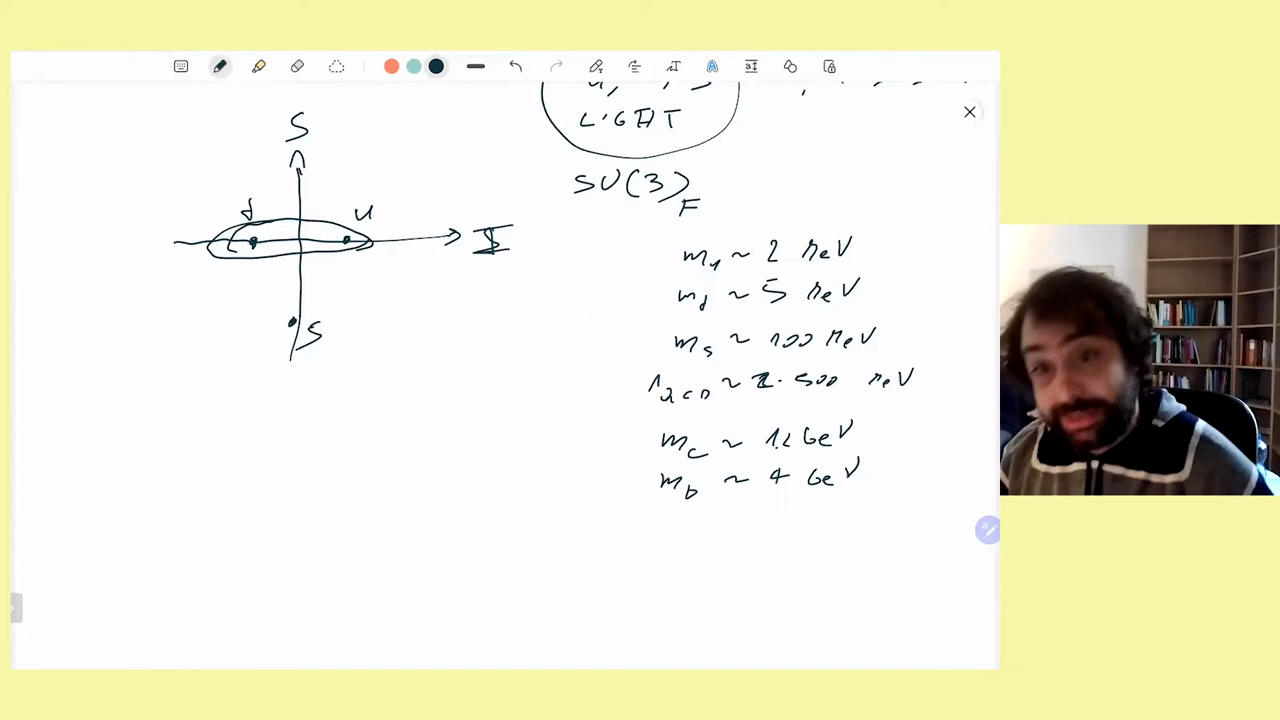 S
d u
I
S
LIGHT
SU(3)F
mu ~ 2 MeV
md ~ 5 MeV
ms ~ 100 MeV
ΛQCD ~ 500 MeV
mc ~ 1.2 GeV
mb ~ 4 GeV